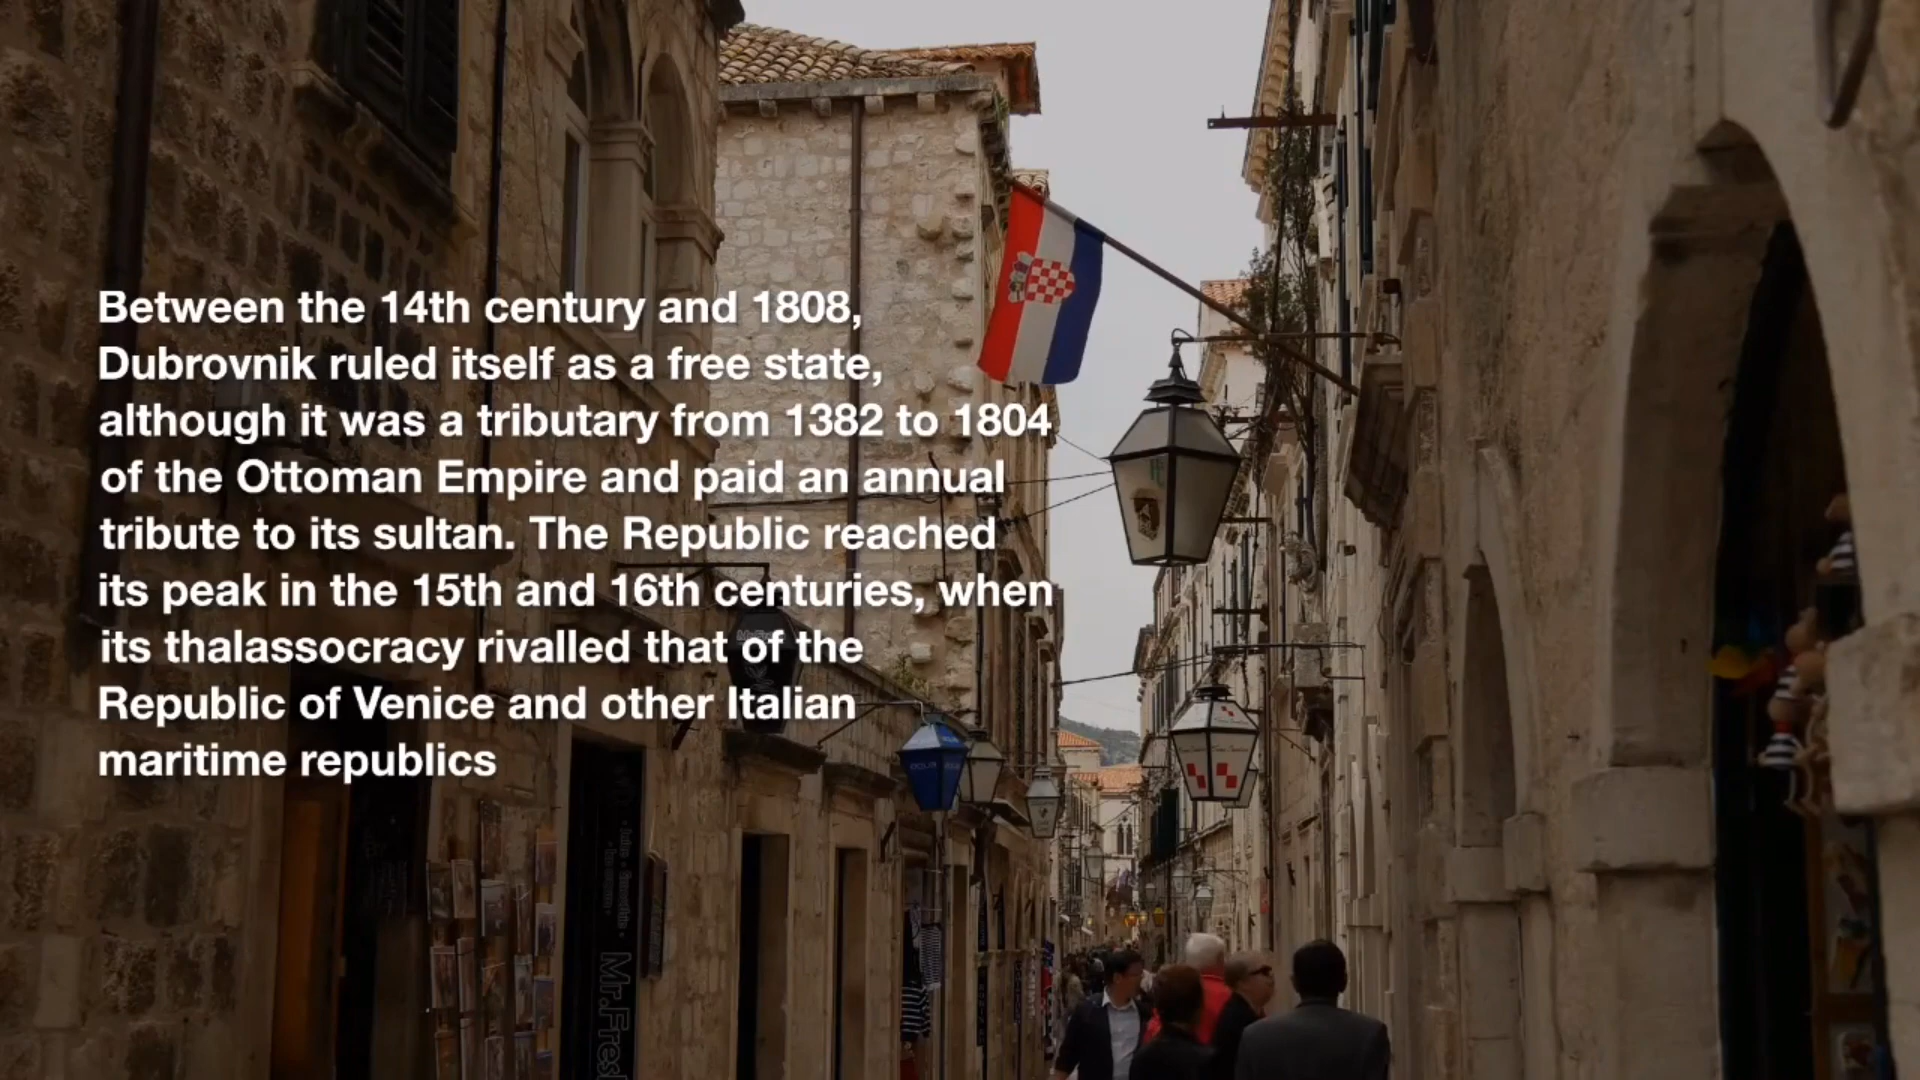 Between the 14th century and 1808,
Dubrovnik ruled itself as a free state,
although it was a tributary from 1382 to 1804
of the Ottoman Empire and paid an annual
tribute to its sultan. The Republic reached
its peak in the 15th and 16th centuries, when
its thalassocracy rivalled that of the
Republic of Venice and other Italian
maritime republics
Mr.Fresh